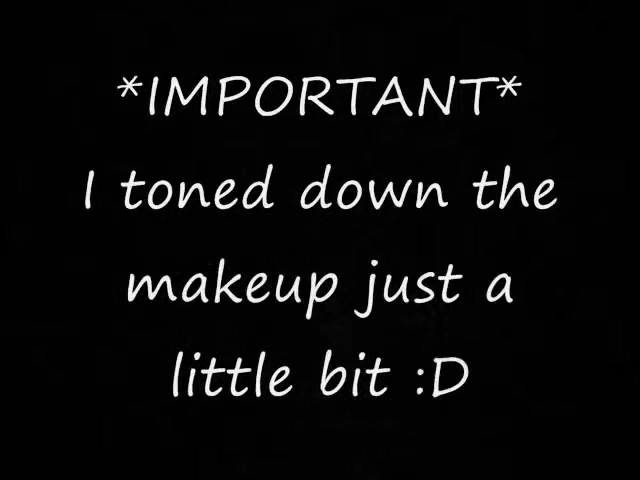 *IMPORTANT*
I toned down the
makeup just a
little bit :D